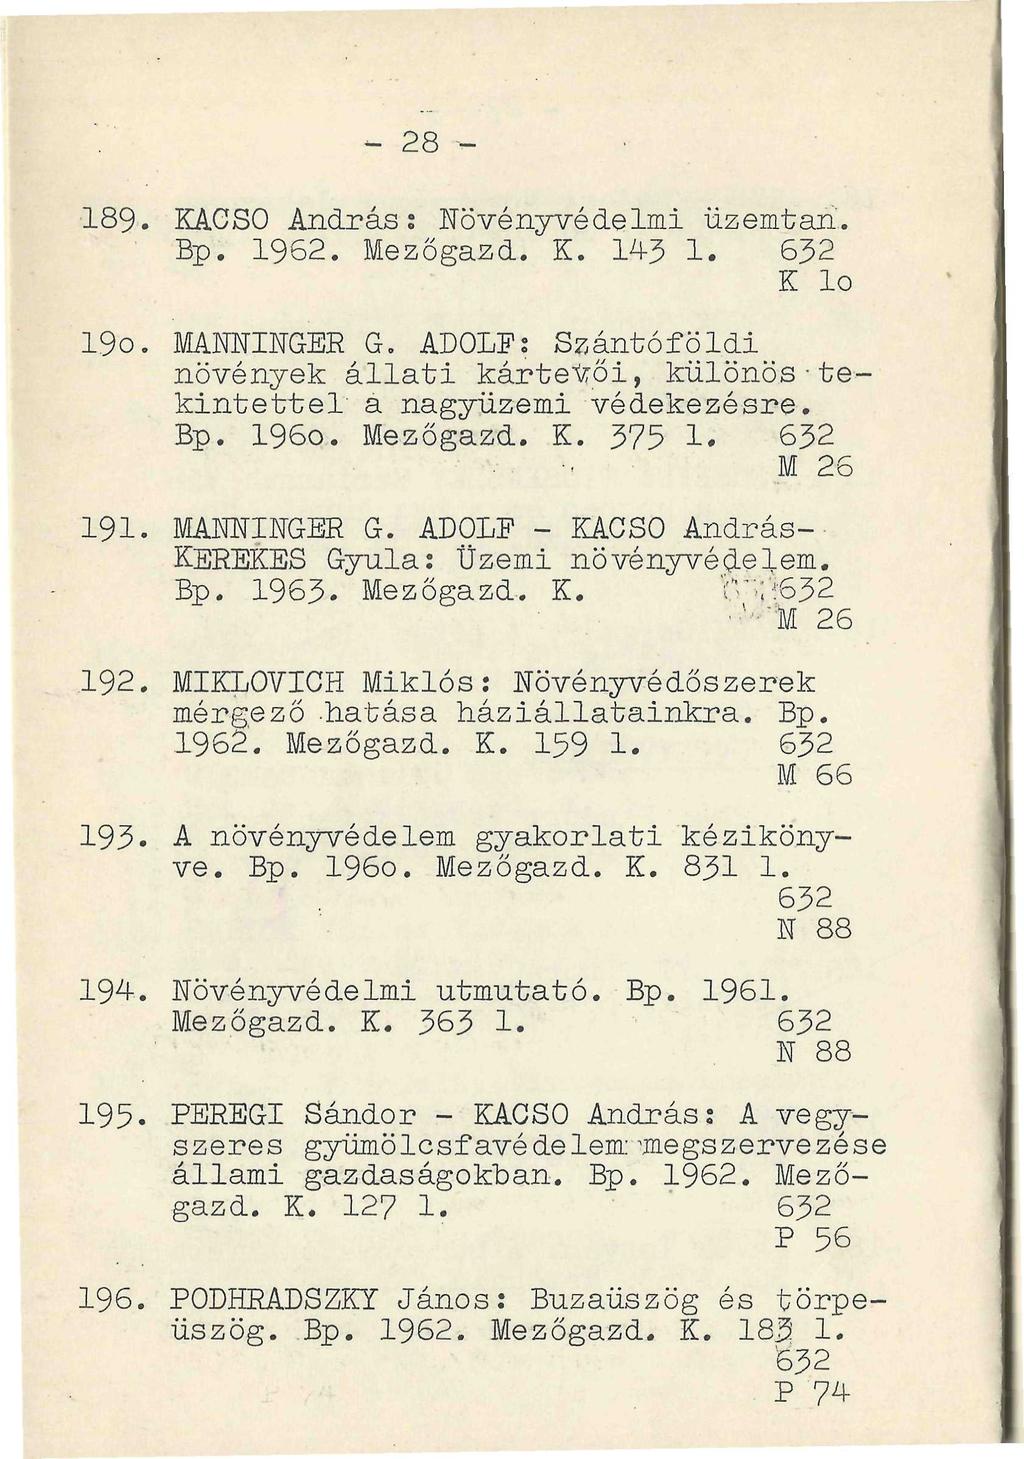 - 28 -
189. KACSO András: Növényvédelmi üzemtan.
Bp. 1962. Mezőgazd. K. 143 l. 632
K lo
19o. MANNINGER G. ADOLF: Szántóföldi
növények állati kártevői, különös te-
kintettel a nagyüzemi védekezésre.
Bp. 196o. Mezőgazd. K. 375 l. 632
M 26
191. MANNINGER G. ADOLF - KACSO András-
KEREKES Gyula: Üzemi növényvédelem.
Bp. 1963. Mezőgazd. K. 632
M 26
192. MIKLOVICH Miklós: Növényvédőszerek
mérgező hatása háziállatainkra. Bp.
1962. Mezőgazd. K. 159 l. 632
M 66
193. A növényvédelem gyakorlati kéziköny-
ve. Bp. 196o. Mezőgazd. K. 831 l.
632
N 88
194. Növényvédelmi utmutató. Bp. 1961.
Mezőgazd. K. 363 l. 632
N 88
195. PEREGI Sándor - KACSO András: A vegy-
szeres gyümölcsfavédelem megszervezése
állami gazdaságokban. Bp. 1962. Mező-
gazd. K. 127 l. 632
P 56
196. PODHRADSZKY János: Buzaüszög és törpe-
üszög. Bp. 1962. Mezőgazd. K. 183 l.
632
P 74